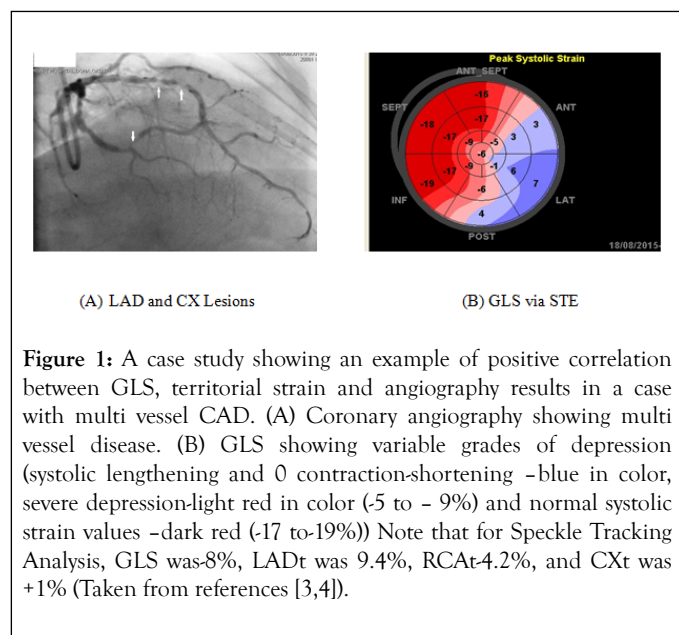 Peak Systolic Strain
ANT_SEPT
SEPT
ANT
-16
-17
-18
-17
-9
-5
3
3
-6
-17
-9
-1
6
7
-19
-6
4
INF
LAT
POST
18/08/2015-
(A) LAD and CX Lesions
(B) GLS via STE
Figure 1: A case study showing an example of positive correlation
between GLS, territorial strain and angiography results in a case
with multi vessel CAD. (A) Coronary angiography showing multi
vessel disease. (B) GLS showing variable grades of depression
(systolic lengthening and 0 contraction-shortening –blue in color,
severe depression-light red in color (-5 to – 9%) and normal systolic
strain values –dark red (-17 to-19%)) Note that for Speckle Tracking
Analysis, GLS was-8%, LADt was 9.4%, RCAt-4.2%, and CXt was
+1% (Taken from references [3,4]).